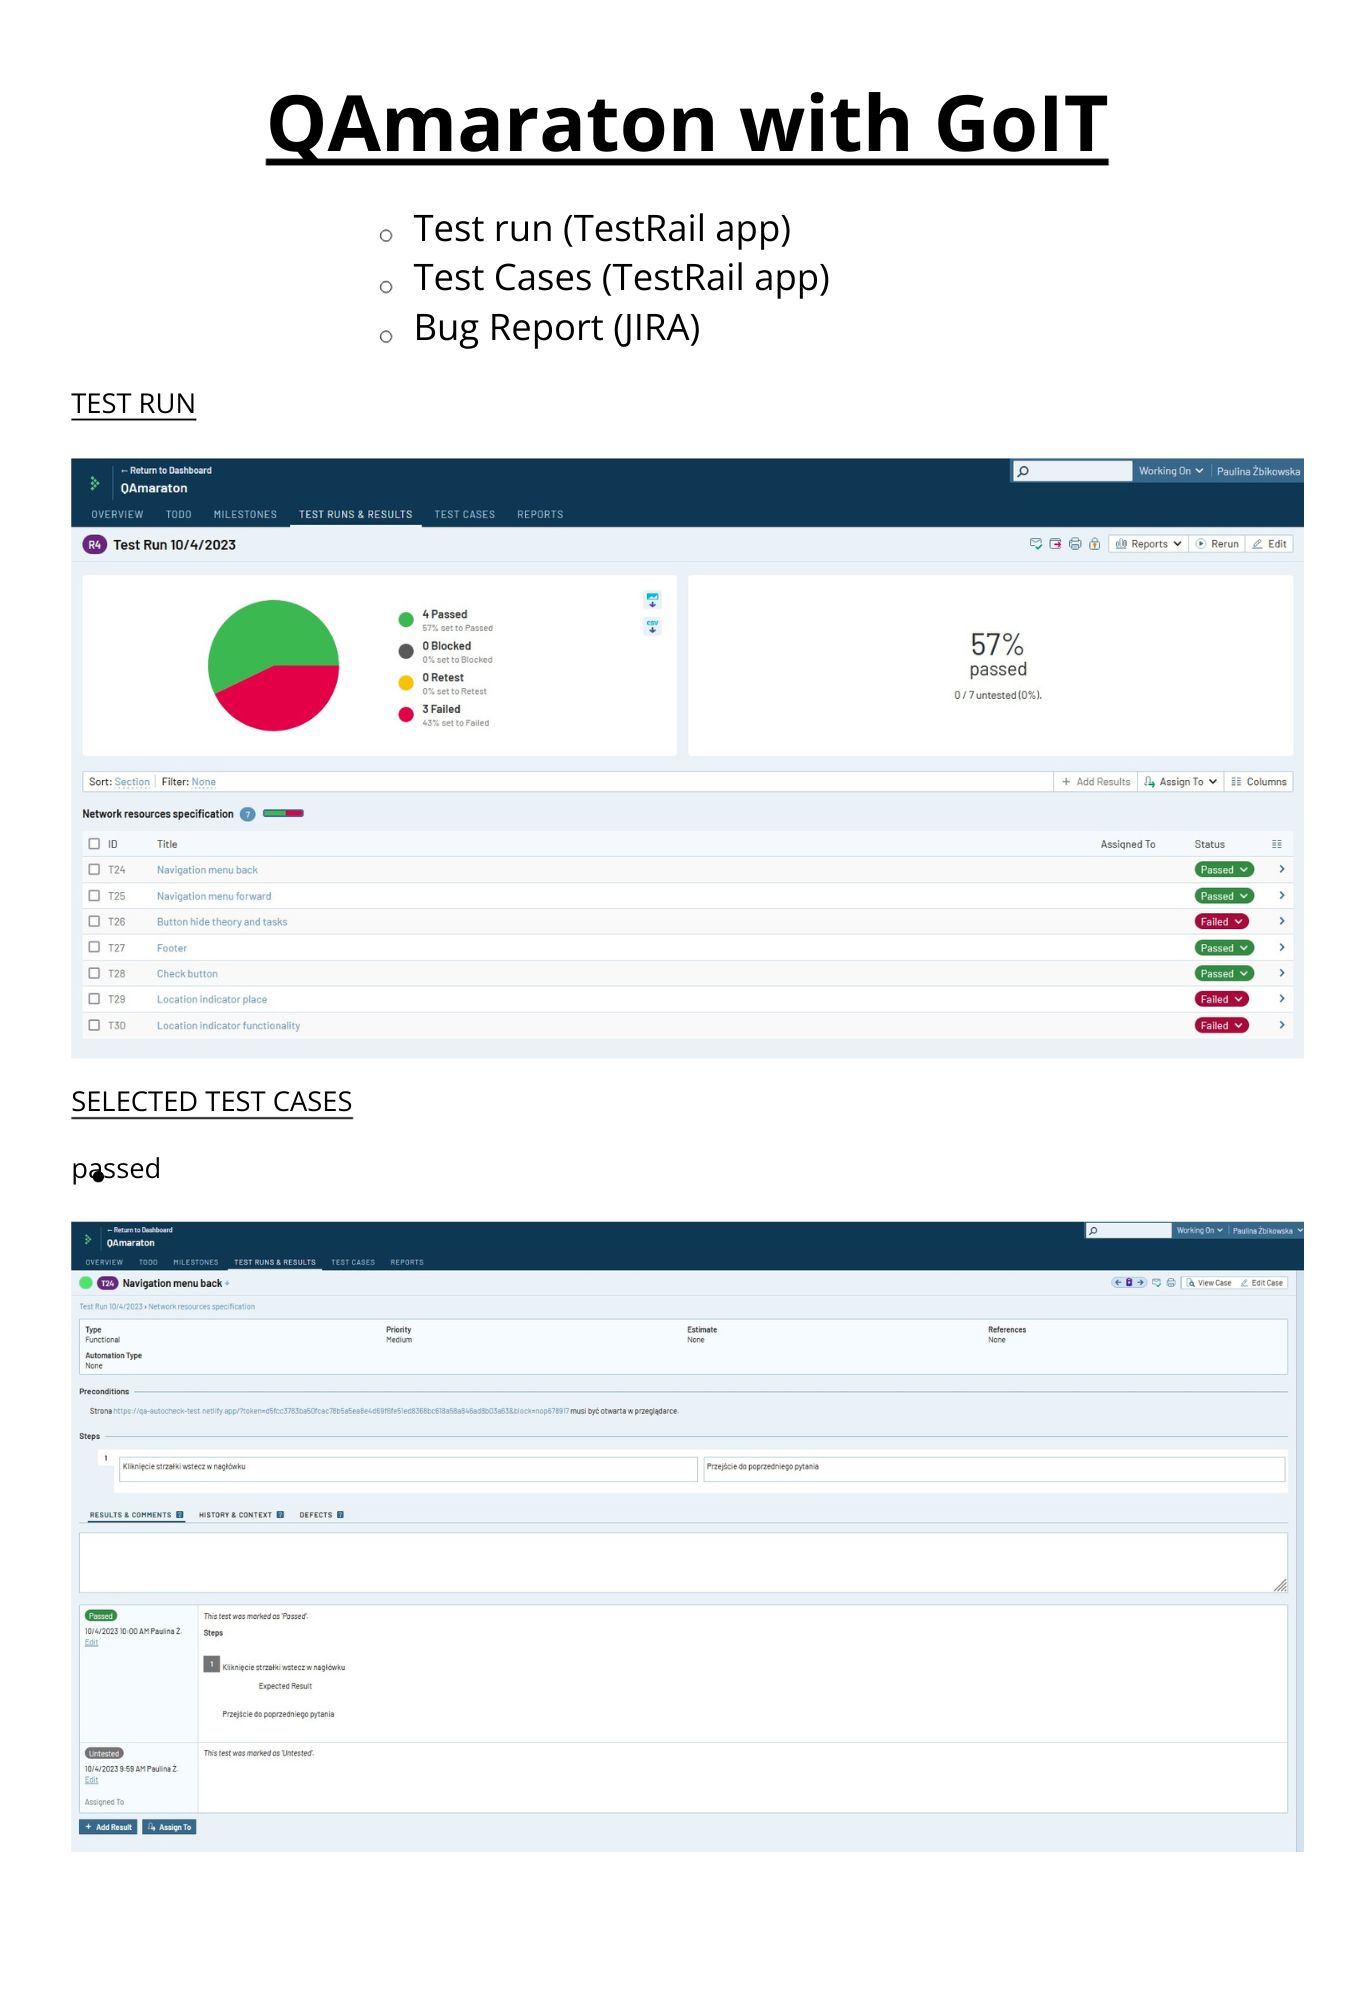 QAmaraton with GoIT
Test run (TestRail app)
Test Cases (TestRail app)
Bug Report (JIRA)
TEST RUN
← Return to Dashboard
QAmaraton
Working On
Paulina Żbikowska
OVERVIEW TODO MILESTONES TEST RUNS & RESULTS TEST CASES REPORTS
R4 Test Run 10/4/2023
Reports Rerun Edit
4 Passed
57% set to Passed
0 Blocked
0% set to Blocked
0 Retest
0% set to Retest
3 Failed
43% set to Failed
CSV
57%
passed
0 / 7 untested (0%).
Sort: Section Filter: None
+ Add Results Assign To Columns
Network resources specification 7
ID Title Assigned To Status
T24 Navigation menu back Passed
T25 Navigation menu forward Passed
T26 Button hide theory and tasks Failed
T27 Footer Passed
T28 Check button Passed
T29 Location indicator place Failed
T30 Location indicator functionality Failed
SELECTED TEST CASES
passed
← Return to Dashboard
QAmaraton
Working On Paulina Żbikowska
OVERVIEW TODO MILESTONES TEST RUNS & RESULTS TEST CASES REPORTS
T24 Navigation menu back
View Case Edit Case
Test Run 10/4/2023 › Network resources specification
Type Priority Estimate References
Functional Medium None None
Automation Type
None
Preconditions
Strona musi być otwarta w przeglądarce.
Steps
1
Kliknięcie strzałki wstecz w nagłówku
Przejście do poprzedniego pytania
RESULTS & COMMENTS ? HISTORY & CONTEXT ? DEFECTS ?
Passed
10/4/2023 10:00 AM Paulina Ż.
Edit
This test was marked as 'Passed'.
Steps
1 Kliknięcie strzałki wstecz w nagłówku
Expected Result
Przejście do poprzedniego pytania
Untested
10/4/2023 9:59 AM Paulina Ż.
Edit
Assigned To
This test was marked as 'Untested'.
+ Add Result Assign To